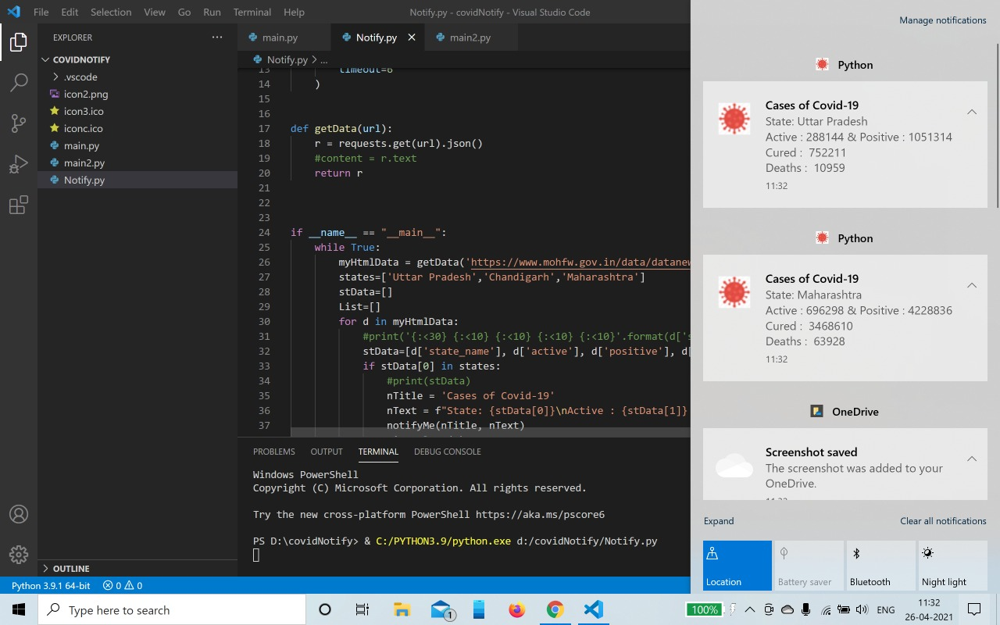 File Edit Selection View Go Run Terminal Help
Notify.py - covidNotify - Visual Studio Code
EXPLORER ...
COVIDNOTIFY
.vscode
icon2.png
icon3.ico
iconc.ico
main.py
main2.py
Notify.py
OUTLINE
main.py Notify.py main2.py
Notify.py > ...
13 timeout=6
14 )
15
16
17 def getData(url):
18 r = requests.get(url).json()
19 #content = r.text
20 return r
21
22
23
24 if __name__ == "__main__":
25 while True:
26 myHtmlData = getData('https://www.mohfw.gov.in/data/datanew
27 states=['Uttar Pradesh','Chandigarh','Maharashtra']
28 stData=[]
29 List=[]
30 for d in myHtmlData:
31 #print('{:<30} {:<10} {:<10} {:<10} {:<10}'.format(d['s
32 stData=[d['state_name'], d['active'], d['positive'], d[
33 if stData[0] in states:
34 #print(stData)
35 nTitle = 'Cases of Covid-19'
36 nText = f"State: {stData[0]}\nActive : {stData[1]}
37 notifyMe(nTitle, nText)
PROBLEMS OUTPUT TERMINAL DEBUG CONSOLE
Windows PowerShell
Copyright (C) Microsoft Corporation. All rights reserved.
Try the new cross-platform PowerShell https://aka.ms/pscore6
PS D:\covidNotify> & C:/PYTHON3.9/python.exe d:/covidNotify/Notify.py
Python 3.9.1 64-bit 0 0
Manage notifications
Python
Cases of Covid-19
State: Uttar Pradesh
Active : 288144 & Positive : 1051314
Cured : 752211
Deaths : 10959
11:32
Python
Cases of Covid-19
State: Maharashtra
Active : 696298 & Positive : 4228836
Cured : 3468610
Deaths : 63928
11:32
OneDrive
Screenshot saved
The screenshot was added to your
OneDrive.
11:32
Expand Clear all notifications
Location Battery saver Bluetooth Night light
Type here to search
1
100%
ENG
11:32
26-04-2021